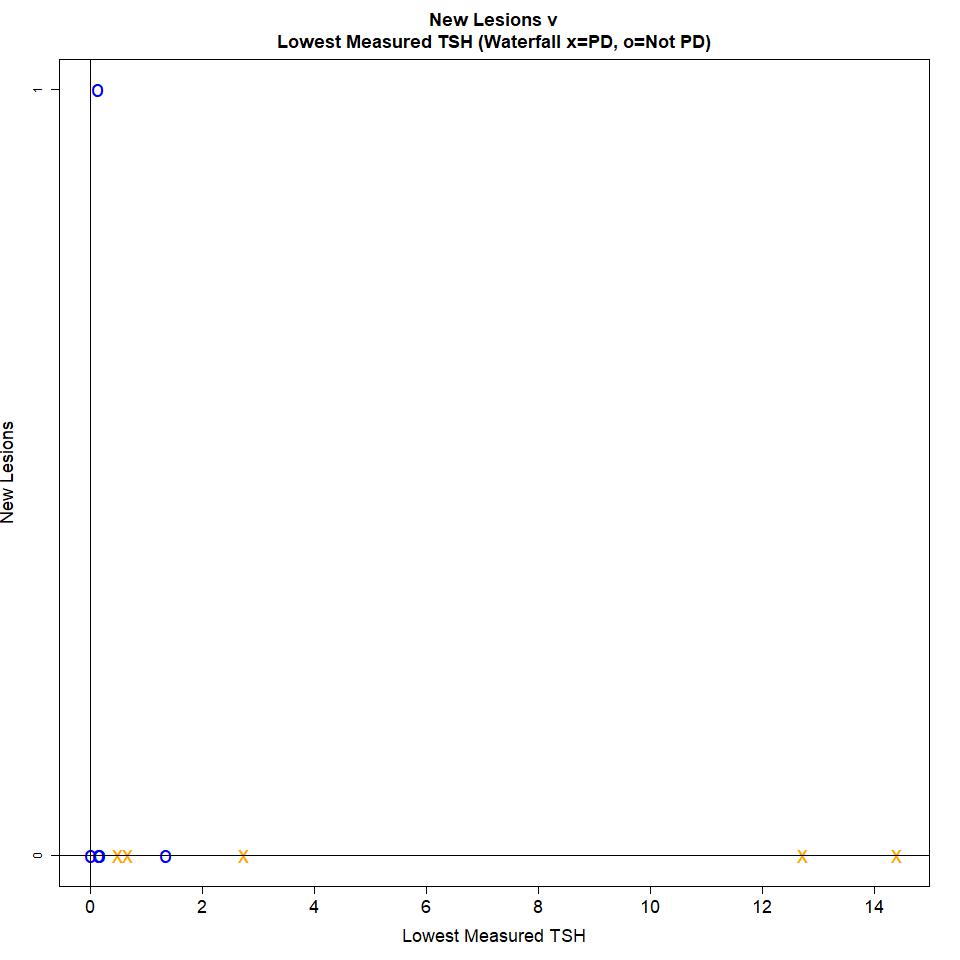 New Lesions v
Lowest Measured TSH (Waterfall x=PD, o=Not PD)
1
New Lesions
0
0 2 4 6 8 10 12 14
Lowest Measured TSH